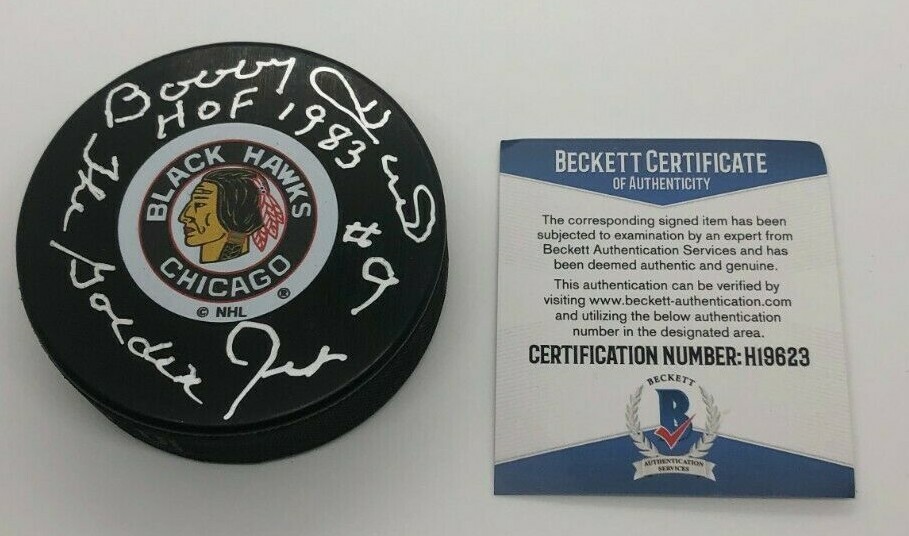 Bobby Hull
HOF 1983
#9
The Golden Jet
BLACK HAWKS
CHICAGO
®
© NHL
BECKETT CERTIFICATE
OF AUTHENTICITY
The corresponding signed item has been
subjected to examination by an expert from
Beckett Authentication Services and has
been deemed authentic and genuine.
This authentication can be verified by
visiting www.beckett-authentication.com
and utilizing the below authentication
number in the designated area.
CERTIFICATION NUMBER: H19623
BECKETT
B
AUTHENTICATION
SERVICES